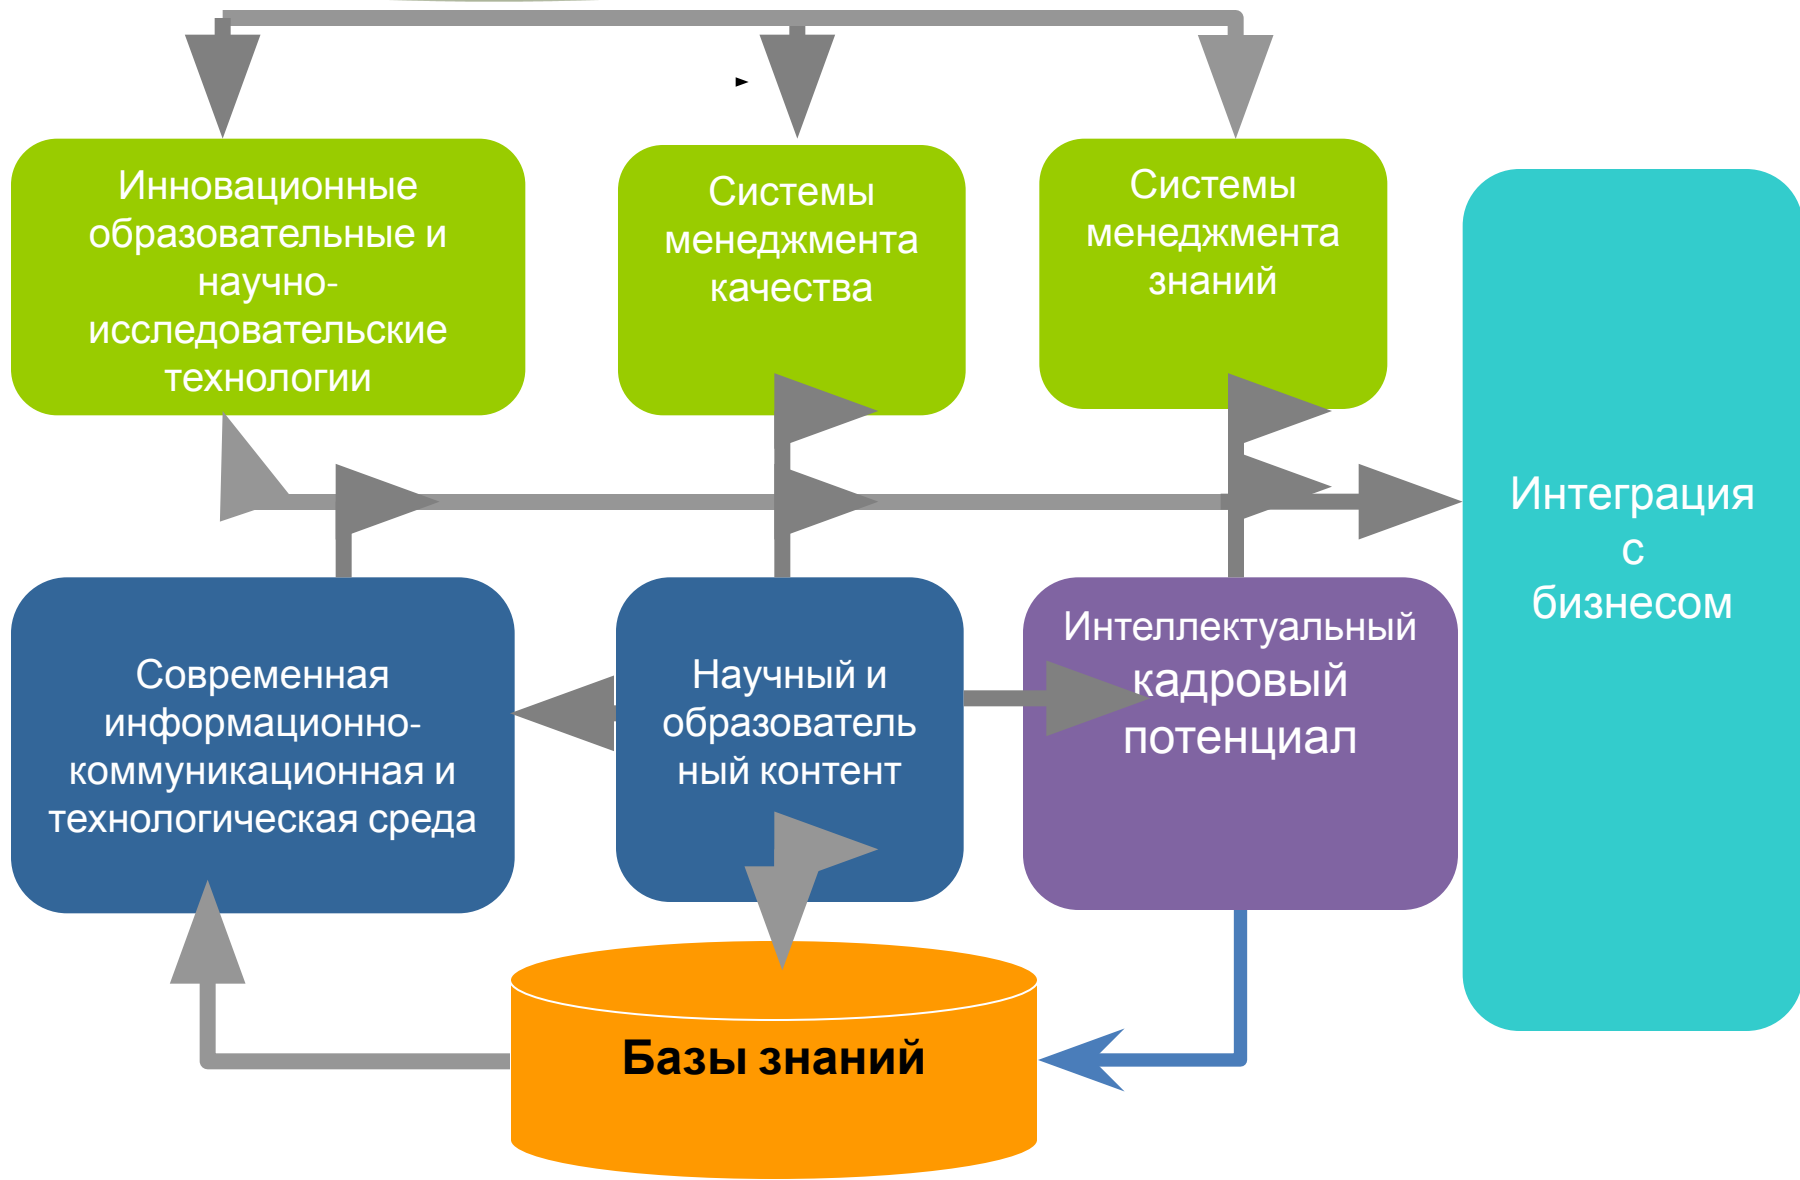 Инновационные
образовательные и
научно-
исследовательские
технологии
Системы
менеджмента
качества
Системы
менеджмента
знаний
Интеграция
с
бизнесом
Современная
информационно-
коммуникационная и
технологическая среда
Научный и
образователь
ный контент
Интеллектуальный
кадровый
потенциал
Базы знаний